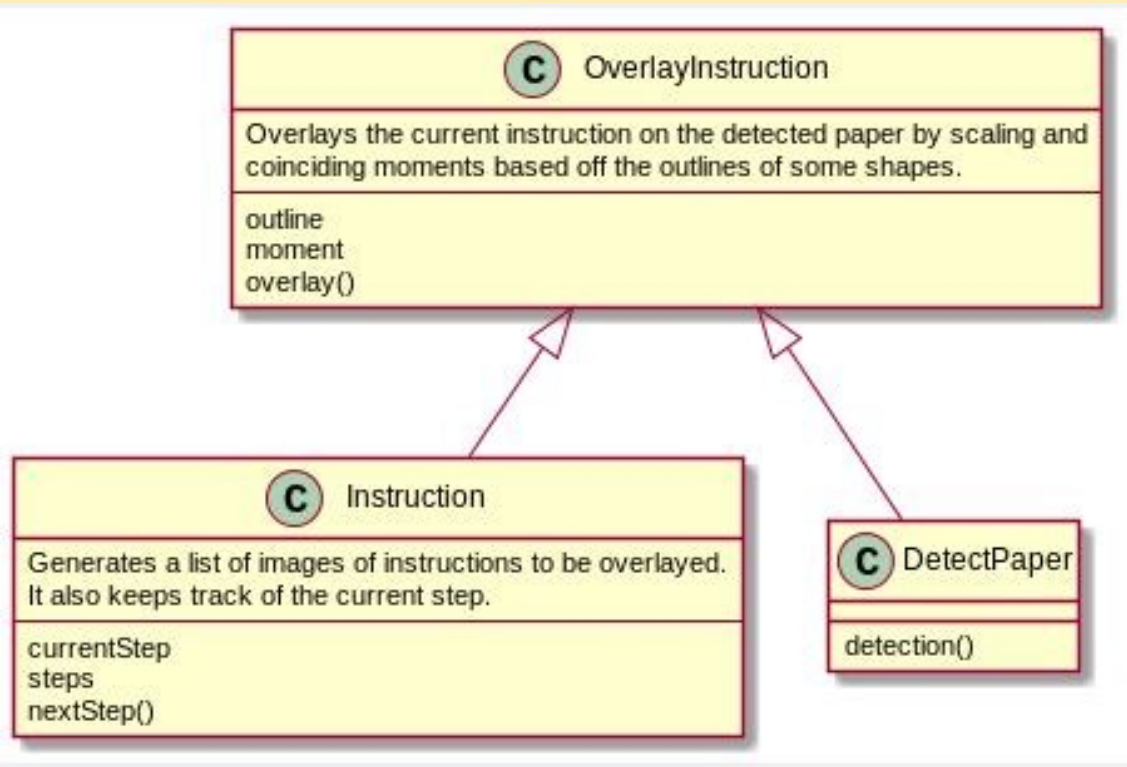 C OverlayInstruction
Overlays the current instruction on the detected paper by scaling and
coinciding moments based off the outlines of some shapes.
outline
moment
overlay()
C Instruction
Generates a list of images of instructions to be overlayed.
It also keeps track of the current step.
currentStep
steps
nextStep()
C DetectPaper
detection()